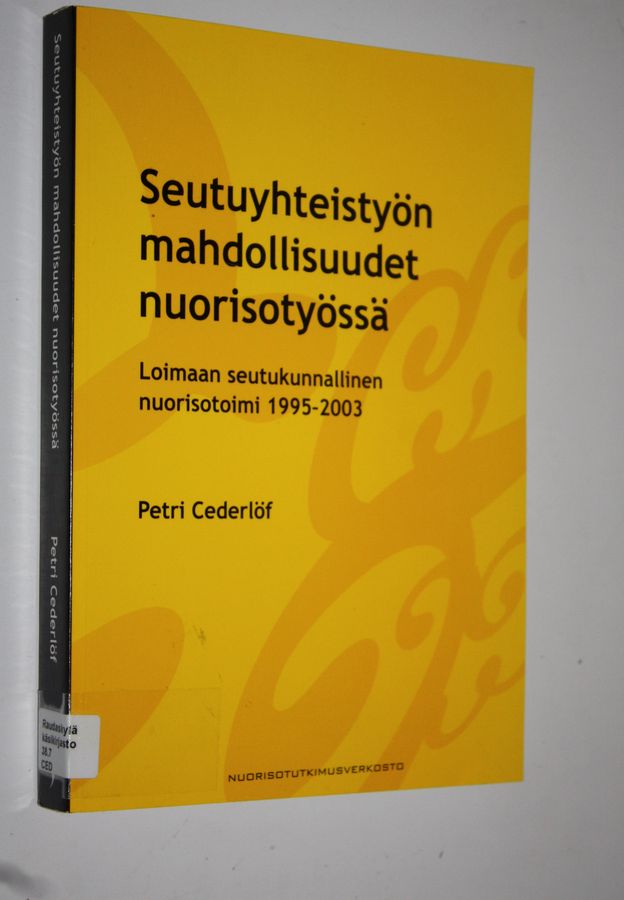 Seutuyhteistyön mahdollisuudet nuorisotyössä
Petri Cederlöf
Raudaskylä
käsikirjasto
38.7
CED
Seutuyhteistyön
mahdollisuudet
nuorisotyössä
Loimaan seutukunnallinen
nuorisotoimi 1995-2003
Petri Cederlöf
NUORISOTUTKIMUSVERKOSTO